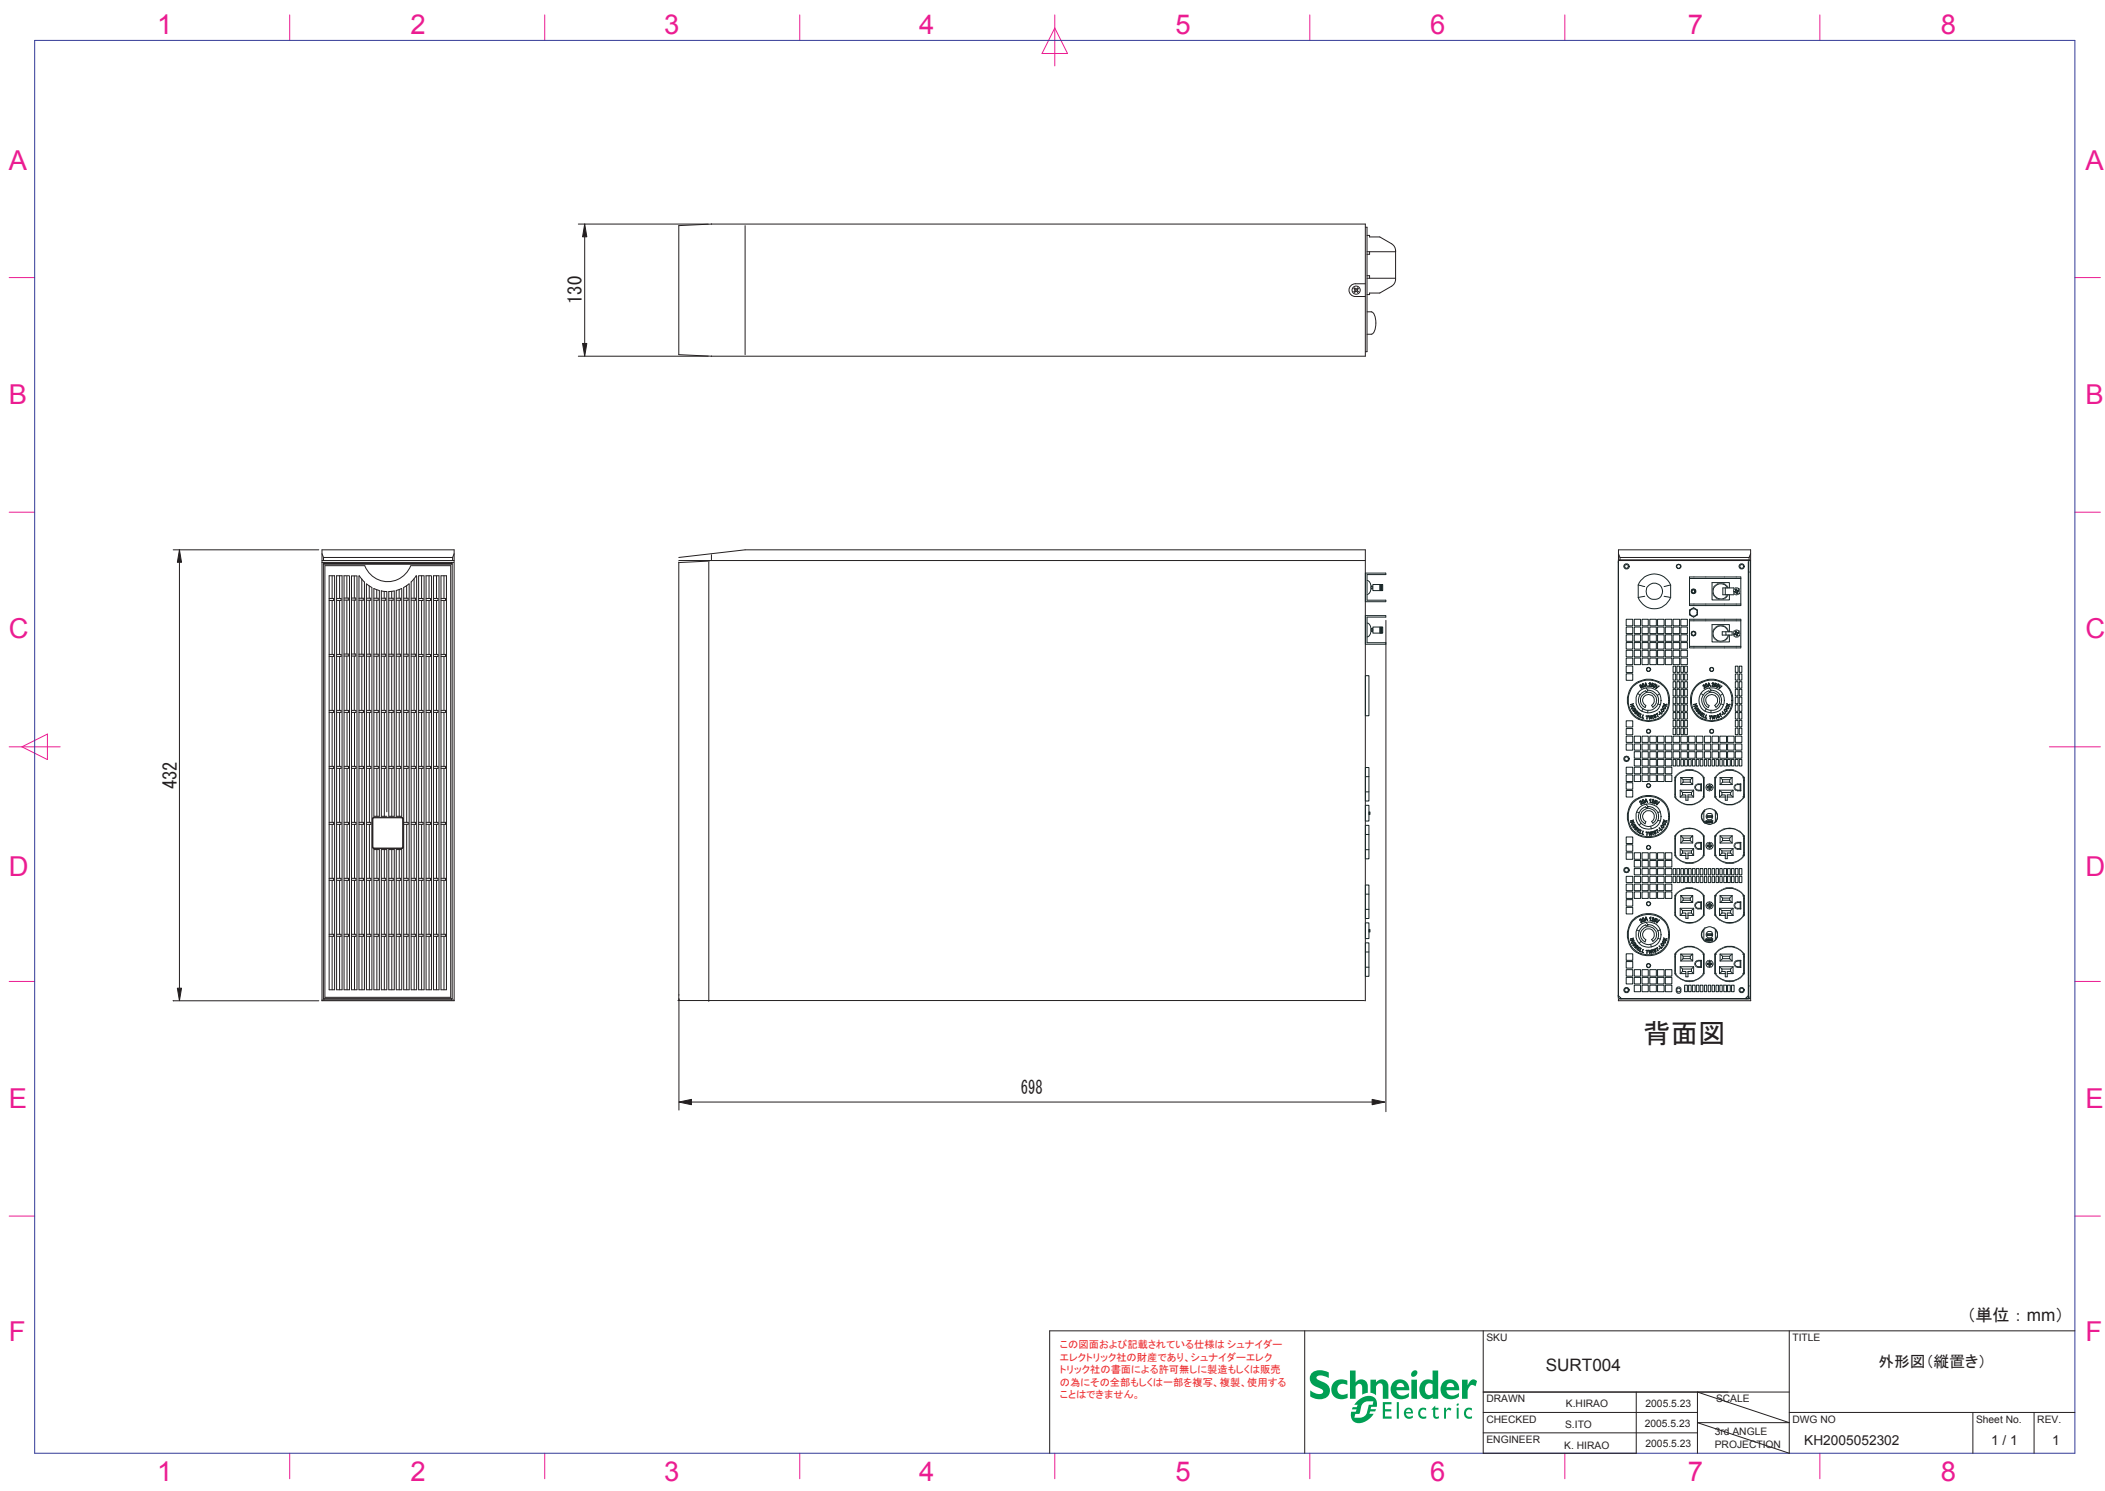 1 2 3 4 5 6 7 8
A A
130
B B
C C
432
D D
背面図
698
E E
(単位：mm)
F F
この図面および記載されている仕様は シュナイダー
エレクトリック社の財産であり、シュナイダーエレク
トリック社の書面による許可無しに製造もしくは販売
の為にその全部もしくは一部を複写、複製、使用する
ことはできません。
Schneider
Electric
SKU
SURT004
TITLE
外形図(縦置き)
DRAWN K.HIRAO 2005.5.23 SCALE
CHECKED S.ITO 2005.5.23
ENGINEER K. HIRAO 2005.5.23
3rd ANGLE
PROJECTION
DWG NO
KH2005052302
Sheet No.
1 / 1
REV.
1
1 2 3 4 5 6 7 8